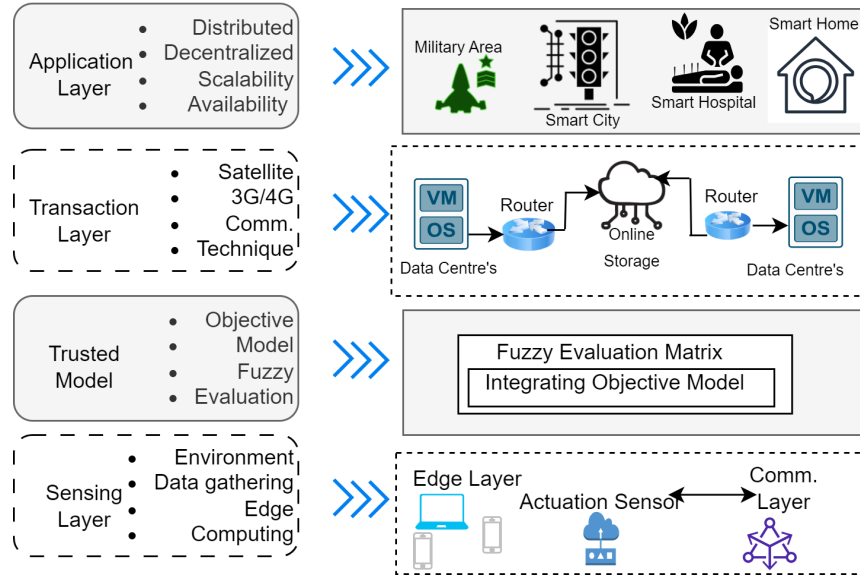 Application
Layer
• Distributed
• Decentralized
• Scalability
• Availability
Military Area
Smart City
Smart Hospital
Smart Home
Transaction
Layer
• Satellite
• 3G/4G
• Comm.
• Technique
VM
OS
Data Centre's
Router
Online
Storage
Router
VM
OS
Data Centre's
Trusted
Model
• Objective
• Model
• Fuzzy
• Evaluation
Fuzzy Evaluation Matrix
Integrating Objective Model
Sensing
Layer
• Environment
• Data gathering
• Edge
• Computing
Edge Layer
Actuation Sensor
Comm.
Layer